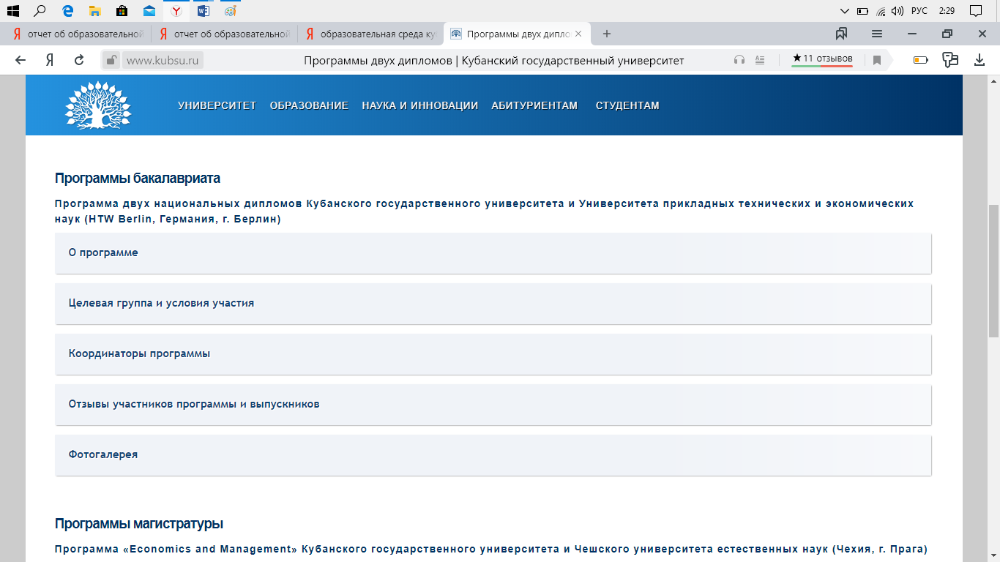 РУС 2:29
отчет об образовательной
отчет об образовательной
образовательная среда ку
Программы двух дипло
www.kubsu.ru
Программы двух дипломов | Кубанский государственный университет
★ 11 отзывов
УНИВЕРСИТЕТ ОБРАЗОВАНИЕ НАУКА И ИННОВАЦИИ АБИТУРИЕНТАМ СТУДЕНТАМ
Программы бакалавриата
Программа двух национальных дипломов Кубанского государственного университета и Университета прикладных технических и экономических
наук (HTW Berlin, Германия, г. Берлин)
О программе
Целевая группа и условия участия
Координаторы программы
Отзывы участников программы и выпускников
Фотогалерея
Программы магистратуры
Программа «Economics and Management» Кубанского государственного университета и Чешского университета естественных наук (Чехия, г. Прага)